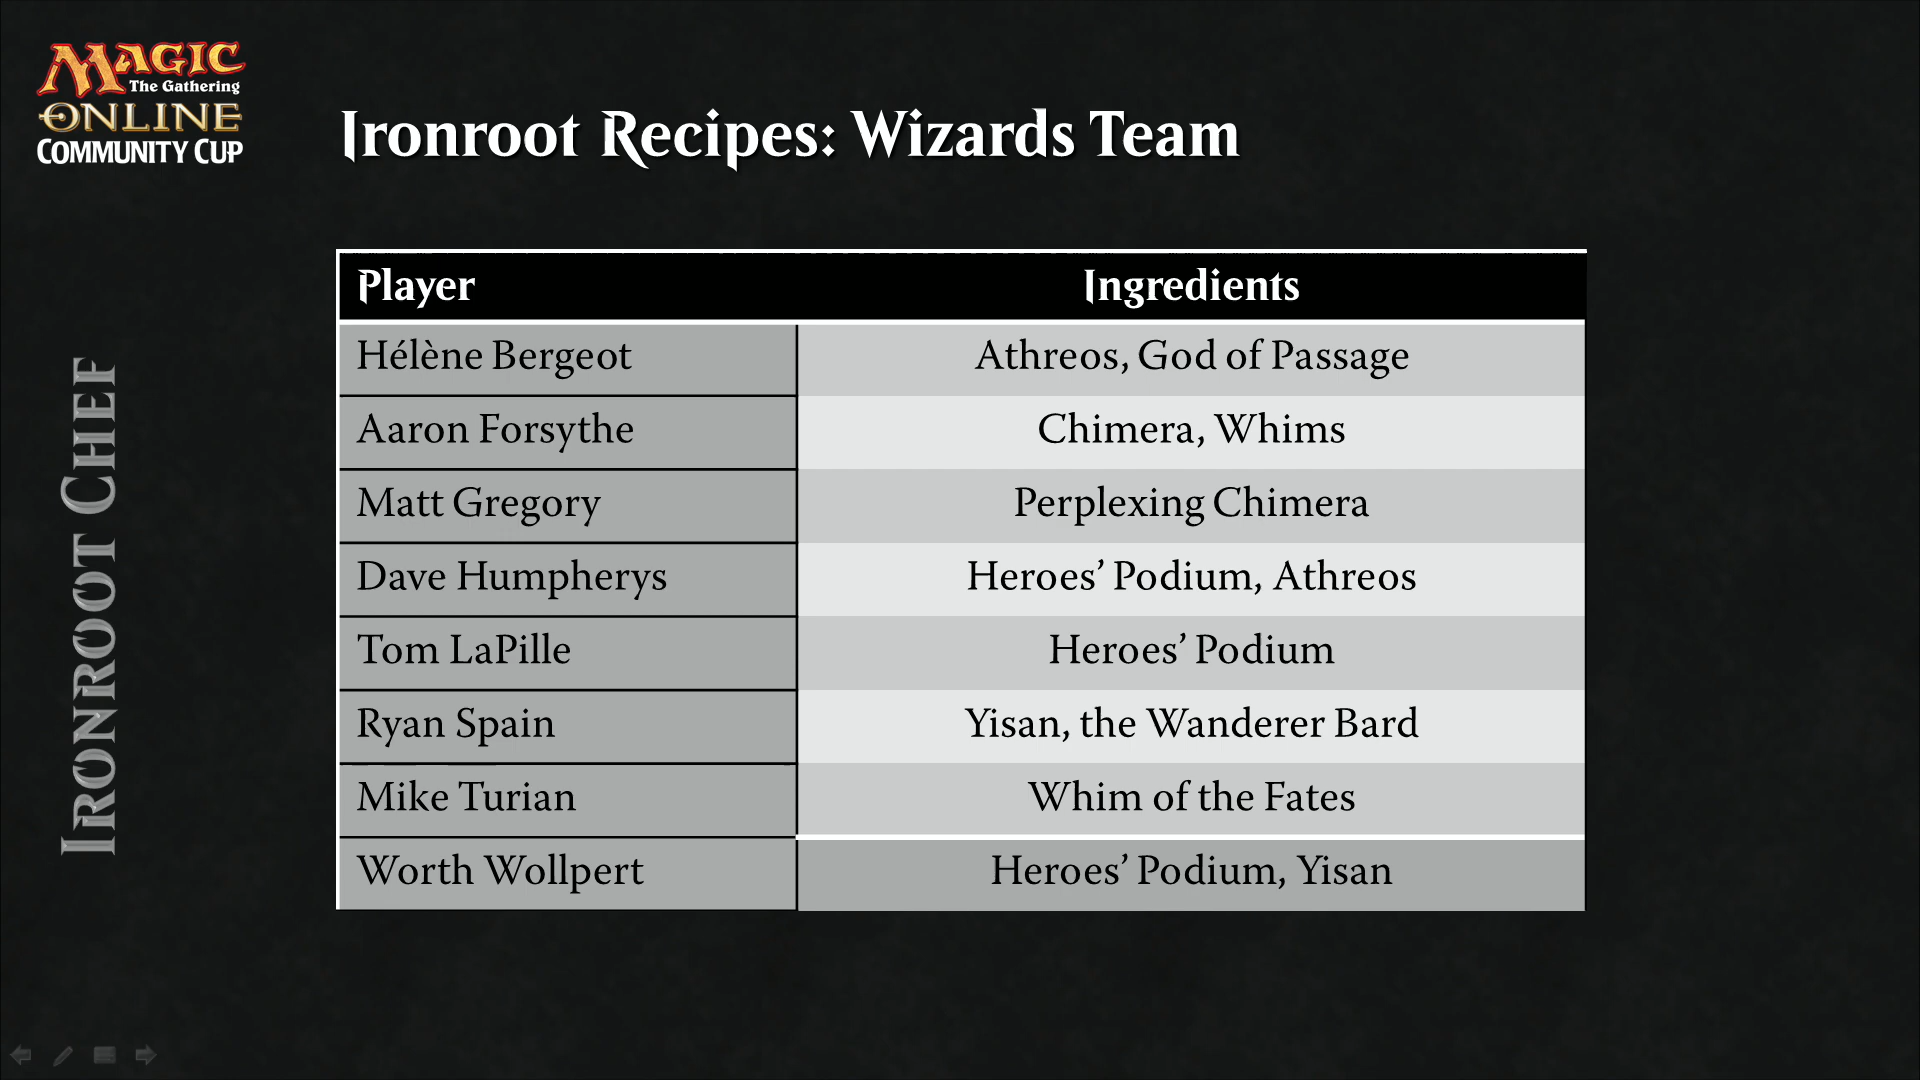 MAGIC
The Gathering
ONLINE
COMMUNITY CUP
Ironroot Recipes: Wizards Team
IRONROOT CHEF
Player Ingredients
Hélène Bergeot Athreos, God of Passage
Aaron Forsythe Chimera, Whims
Matt Gregory Perplexing Chimera
Dave Humpherys Heroes’ Podium, Athreos
Tom LaPille Heroes’ Podium
Ryan Spain Yisan, the Wanderer Bard
Mike Turian Whim of the Fates
Worth Wollpert Heroes’ Podium, Yisan